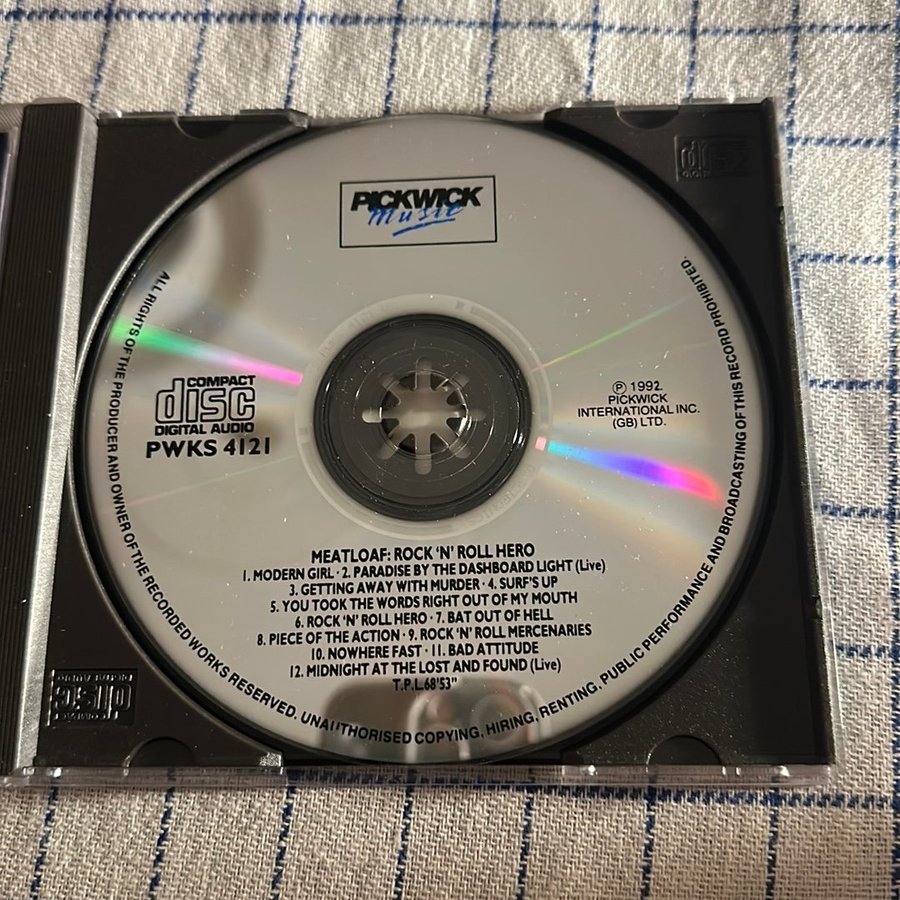 PICKWICK
music
COMPACT
disc
DIGITAL AUDIO
PWKS 4121
℗ 1992.
PICKWICK
INTERNATIONAL INC.
(GB) LTD.
MEATLOAF: ROCK 'N' ROLL HERO
1. MODERN GIRL · 2. PARADISE BY THE DASHBOARD LIGHT (Live)
3. GETTING AWAY WITH MURDER · 4. SURF'S UP
5. YOU TOOK THE WORDS RIGHT OUT OF MY MOUTH
6. ROCK 'N' ROLL HERO · 7. BAT OUT OF HELL
8. PIECE OF THE ACTION · 9. ROCK 'N' ROLL MERCENARIES
10. NOWHERE FAST · 11. BAD ATTITUDE
12. MIDNIGHT AT THE LOST AND FOUND (Live)
T.P.L.68'53"
ALL RIGHTS OF THE PRODUCER AND OWNER OF THE RECORDED WORKS RESERVED. UNAUTHORISED COPYING, HIRING, RENTING, PUBLIC PERFORMANCE AND BROADCASTING OF THIS RECORD PROHIBITED.
disc
COMPACT
disc
DIGITAL AUDIO